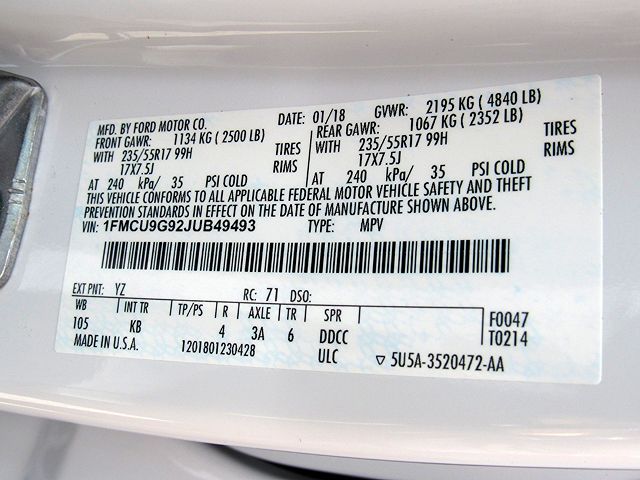 MFD. BY FORD MOTOR CO. DATE: 01/18 GVWR: 2195 KG ( 4840 LB)
FRONT GAWR: 1134 KG ( 2500 LB) REAR GAWR: 1067 KG ( 2352 LB)
WITH 235/55R17 99H TIRES WITH 235/55R17 99H TIRES
17X7.5J RIMS 17X7.5J RIMS
AT 240 kPa/ 35 PSI COLD AT 240 kPa/ 35 PSI COLD
THIS VEHICLE CONFORMS TO ALL APPLICABLE FEDERAL MOTOR VEHICLE SAFETY AND THEFT
PREVENTION STANDARDS IN EFFECT ON THE DATE OF MANUFACTURE SHOWN ABOVE.
VIN: 1FMCU9G92JUB49493 TYPE: MPV
EXT PNT: YZ RC: 71 DSO:
WB INT TR TP/PS R AXLE TR SPR F0047
105 KB 4 3A 6 DDCC T0214
MADE IN U.S.A. 1201801230428 ULC ▽ 5U5A-3520472-AA